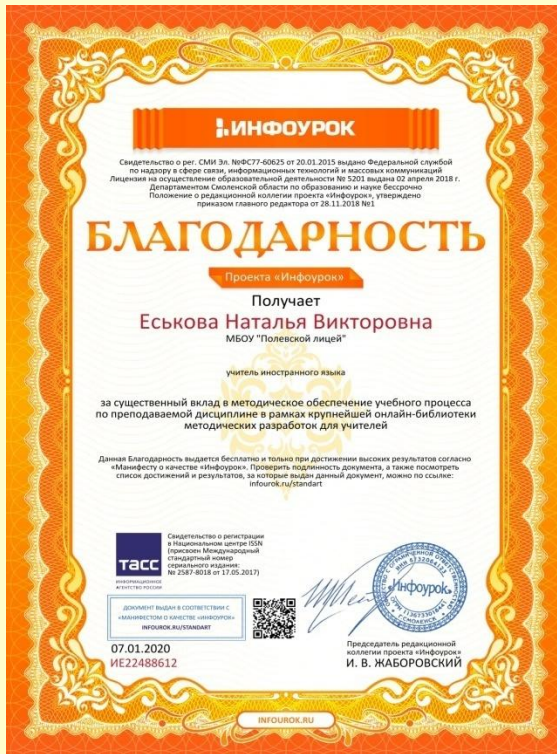 ИНФОУРОК
Свидетельство о рег. СМИ Эл. №ФС77-60625 от 20.01.2015 выдано Федеральной службой
по надзору в сфере связи, информационных технологий и массовых коммуникаций
Лицензия на осуществление образовательной деятельности № 5201 выдана 02 апреля 2018 г.
Департаментом Смоленской области по образованию и науке бессрочно
Положение о редакционной коллегии проекта «Инфоурок», утверждено
приказом главного редактора от 28.11.2018 №1
БЛАГОДАРНОСТЬ
Проекта «Инфоурок»
Получает
Еськова Наталья Викторовна
МБОУ "Полевской лицей"
учитель иностранного языка
за существенный вклад в методическое обеспечение учебного процесса
по преподаваемой дисциплине в рамках крупнейшей онлайн-библиотеки
методических разработок для учителей
Данная Благодарность выдается бесплатно и только при достижении высоких результатов согласно
«Манифесту о качестве «Инфоурок». Проверить подлинность документа, а также посмотреть
список достижений и результатов, за которые выдан данный документ, можно по ссылке:
infourok.ru/standart
Свидетельство о регистрации
в Национальном центре ISSN
(присвоен Международный
стандартный номер
сериального издания:
№ 2587-8018 от 17.05.2017)
ТАСС
ИНФОРМАЦИОННОЕ
АГЕНТСТВО РОССИИ
ДОКУМЕНТ ВЫДАН В СООТВЕТСТВИИ С
«МАНИФЕСТОМ О КАЧЕСТВЕ «ИНФОУРОК»
INFOUROK.RU/STANDART
«Инфоурок»
07.01.2020
ИЕ22488612
Председатель редакционной
коллегии проекта «Инфоурок»
И. В. ЖАБОРОВСКИЙ
INFOUROK.RU